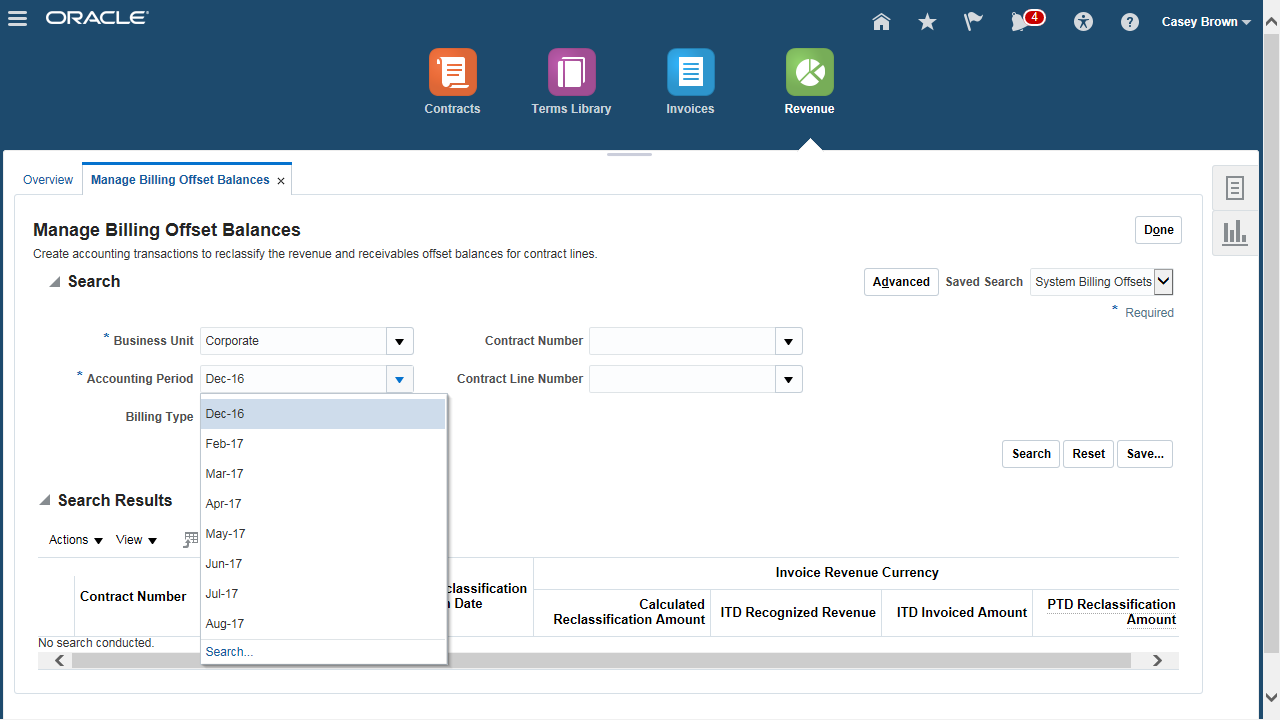 ORACLE
4
Casey Brown
Contracts
Terms Library
Invoices
Revenue
Overview
Manage Billing Offset Balances
Manage Billing Offset Balances
Done
Create accounting transactions to reclassify the revenue and receivables offset balances for contract lines.
Search
Advanced
Saved Search
System Billing Offsets
* Required
* Business Unit
Corporate
Contract Number
* Accounting Period
Dec-16
Contract Line Number
Billing Type
Dec-16
Feb-17
Mar-17
Apr-17
May-17
Jun-17
Jul-17
Aug-17
Search...
Search
Reset
Save...
Search Results
Actions
View
Contract Number
classification
Date
Invoice Revenue Currency
Calculated
Reclassification Amount
ITD Recognized Revenue
ITD Invoiced Amount
PTD Reclassification
Amount
No search conducted.